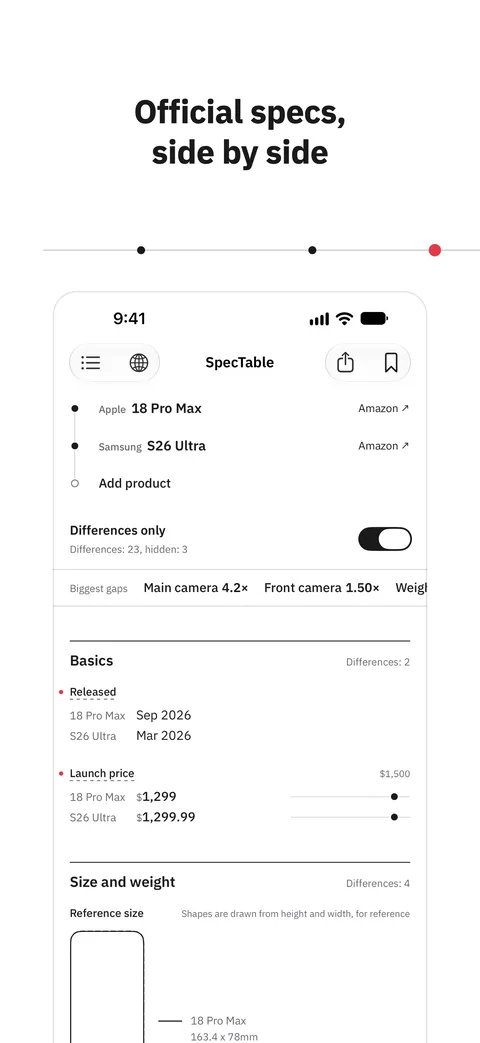 Official specs,
side by side
9:41
SpecTable
Apple 18 Pro Max Amazon ↗
Samsung S26 Ultra Amazon ↗
Add product
Differences only
Differences: 23, hidden: 3
Biggest gaps Main camera 4.2× Front camera 1.50× Weigh
Basics Differences: 2
Released
18 Pro Max Sep 2026
S26 Ultra Mar 2026
Launch price $1,500
18 Pro Max $1,299
S26 Ultra $1,299.99
Size and weight Differences: 4
Reference size Shapes are drawn from height and width, for reference
18 Pro Max
163.4 x 78mm